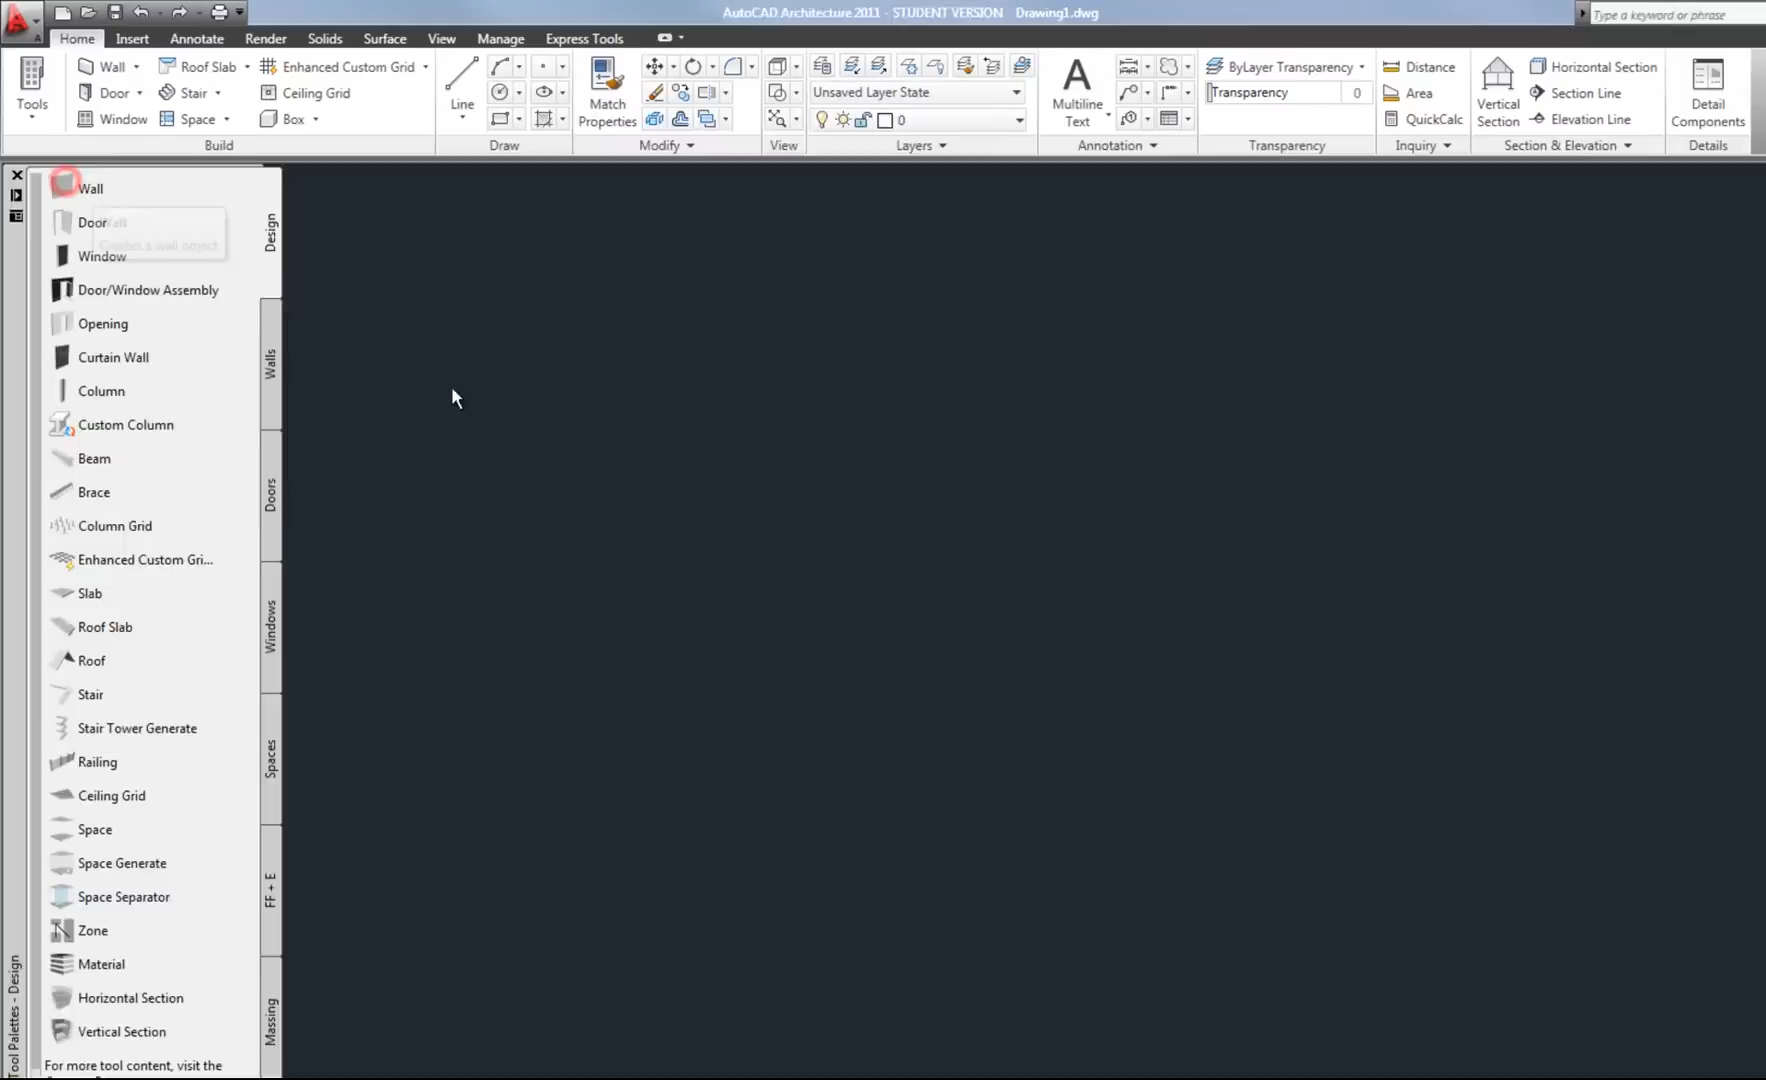 AutoCAD Architecture 2011 - STUDENT VERSION Drawing1.dwg
Type a keyword or phrase
Home Insert Annotate Render Solids Surface View Manage Express Tools
Wall Roof Slab Enhanced Custom Grid
Door Stair Ceiling Grid
Window Space Box
Tools
Build
Line
Draw
Match
Properties
Modify
View
Unsaved Layer State
0
Layers
A
Multiline
Text
Annotation
ByLayer Transparency
Transparency 0
Transparency
Distance
Area
QuickCalc
Inquiry
Vertical
Section
Horizontal Section
Section Line
Elevation Line
Section & Elevation
Detail
Components
Details
Wall
Door
Wall
Creates a wall object
Window
Door/Window Assembly
Opening
Curtain Wall
Column
Custom Column
Beam
Brace
Column Grid
Enhanced Custom Gri...
Slab
Roof Slab
Roof
Stair
Stair Tower Generate
Railing
Ceiling Grid
Space
Space Generate
Space Separator
Zone
Material
Horizontal Section
Vertical Section
For more tool content, visit the
Design
Walls
Doors
Windows
Spaces
FF + E
Massing
Tool Palettes - Design